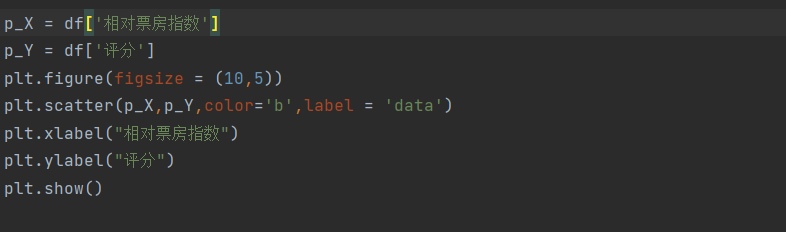 p_X = df['相对票房指数']
p_Y = df['评分']
plt.figure(figsize = (10,5))
plt.scatter(p_X,p_Y,color='b',label = 'data')
plt.xlabel("相对票房指数")
plt.ylabel("评分")
plt.show()